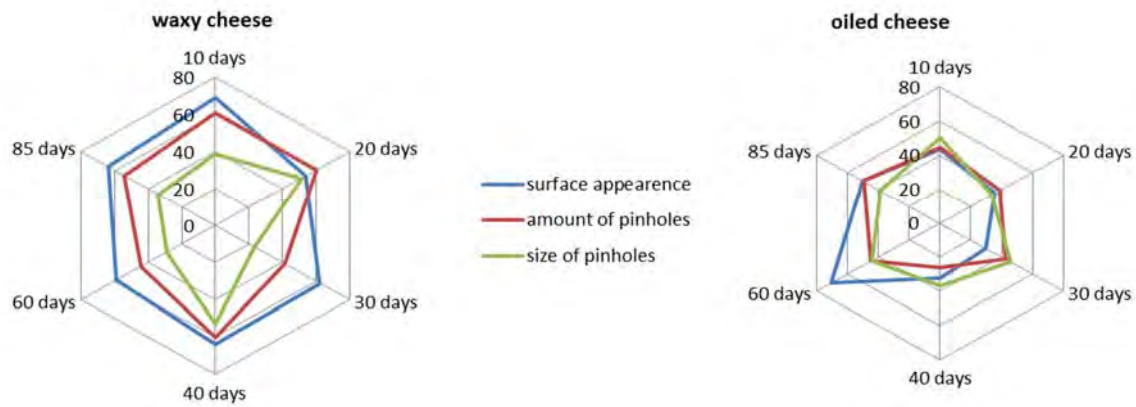 waxy cheese
10 days
80
60
40
20
0
20 days
30 days
40 days
60 days
85 days
surface appearence
amount of pinholes
size of pinholes
oiled cheese
10 days
80
60
40
20
0
20 days
30 days
40 days
60 days
85 days